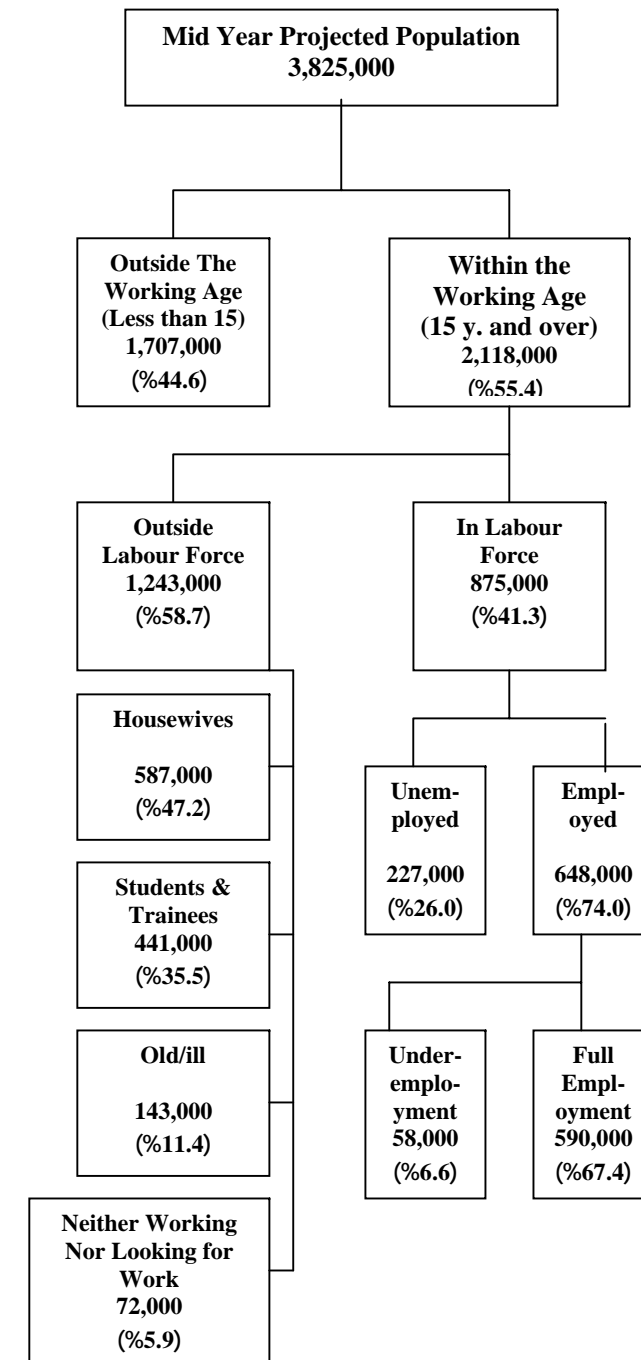 Mid Year Projected Population
3,825,000
Outside The
Working Age
(Less than 15)
1,707,000
(%44.6)
Within the
Working Age
(15 y. and over)
2,118,000
(%55.4)
Outside
Labour Force
1,243,000
(%58.7)
In Labour
Force
875,000
(%41.3)
Housewives
587,000
(%47.2)
Students &
Trainees
441,000
(%35.5)
Old/ill
143,000
(%11.4)
Neither Working
Nor Looking for
Work
72,000
(%5.9)
Unem-
ployed
227,000
(%26.0)
Empl-
oyed
648,000
(%74.0)
Under-
emplo-
yment
58,000
(%6.6)
Full
Empl-
oyment
590,000
(%67.4)